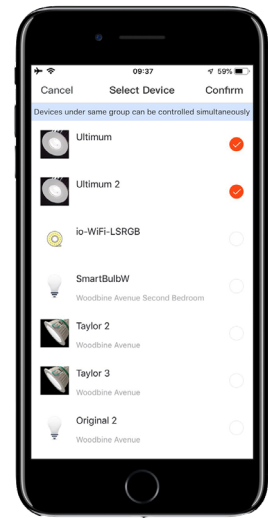 09:37
59%
Cancel
Select Device
Confirm
Devices under same group can be controlled simultaneously
Ultimum
Ultimum 2
io-WiFi-LSRGB
SmartBulbW
Woodbine Avenue Second Bedroom
Taylor 2
Woodbine Avenue
Taylor 3
Woodbine Avenue
Original 2
Woodbine Avenue